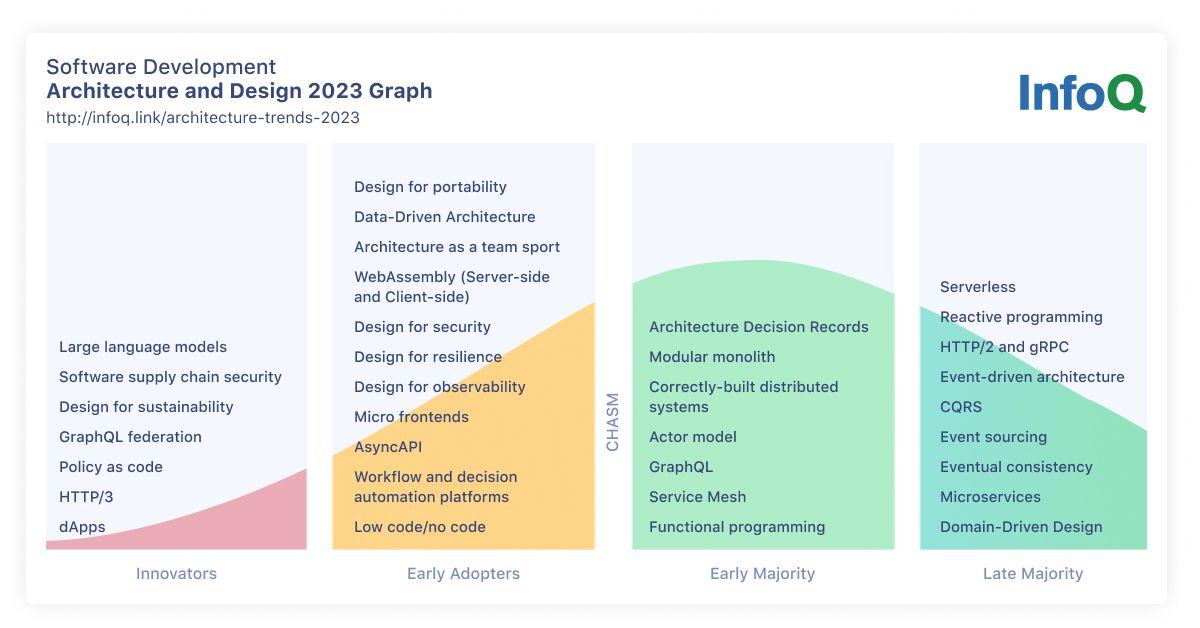 Software Development
Architecture and Design 2023 Graph
http://infoq.link/architecture-trends-2023
InfoQ
Large language models
Software supply chain security
Design for sustainability
GraphQL federation
Policy as code
HTTP/3
dApps
Innovators
Design for portability
Data-Driven Architecture
Architecture as a team sport
WebAssembly (Server-side
and Client-side)
Design for security
Design for resilience
Design for observability
Micro frontends
AsyncAPI
Workflow and decision
automation platforms
Low code/no code
Early Adopters
CHASM
Architecture Decision Records
Modular monolith
Correctly-built distributed
systems
Actor model
GraphQL
Service Mesh
Functional programming
Early Majority
Serverless
Reactive programming
HTTP/2 and gRPC
Event-driven architecture
CQRS
Event sourcing
Eventual consistency
Microservices
Domain-Driven Design
Late Majority